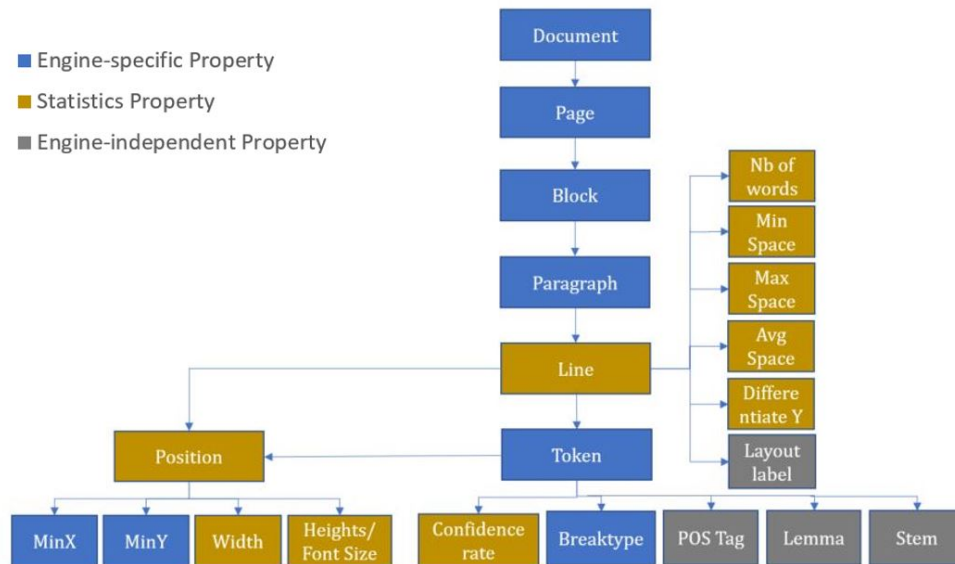 Document
Engine-specific Property
Statistics Property
Page
Engine-independent Property
Nb of
words
Block
Min
Space
Paragraph
Max
Space
Avg
Space
Line
Differe
ntiate Y
Position
Token
Layout
label
MinX
MinY
Width
Heights/
Font Size
Confidence
rate
Breaktype
POS Tag
Lemma
Stem